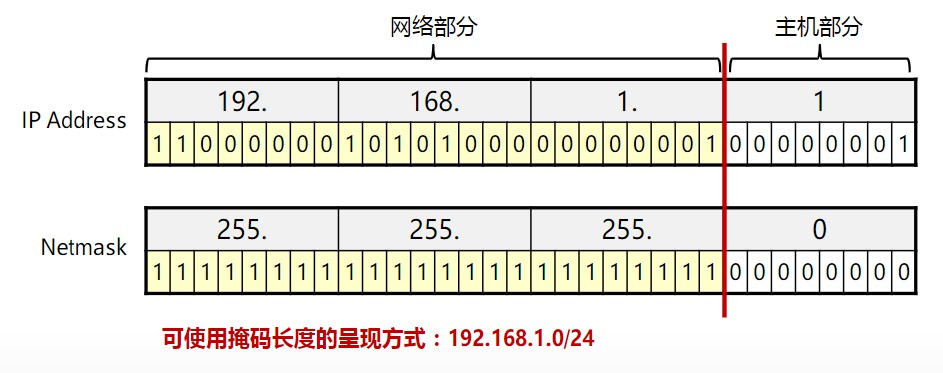 网络部分 主机部分
IP Address 192. 168. 1. 1
1 1 0 0 0 0 0 0 1 0 1 0 1 0 0 0 0 0 0 0 0 0 0 1 0 0 0 0 0 0 0 1
Netmask 255. 255. 255. 0
1 1 1 1 1 1 1 1 1 1 1 1 1 1 1 1 1 1 1 1 1 1 1 1 0 0 0 0 0 0 0 0
可使用掩码长度的呈现方式：192.168.1.0/24